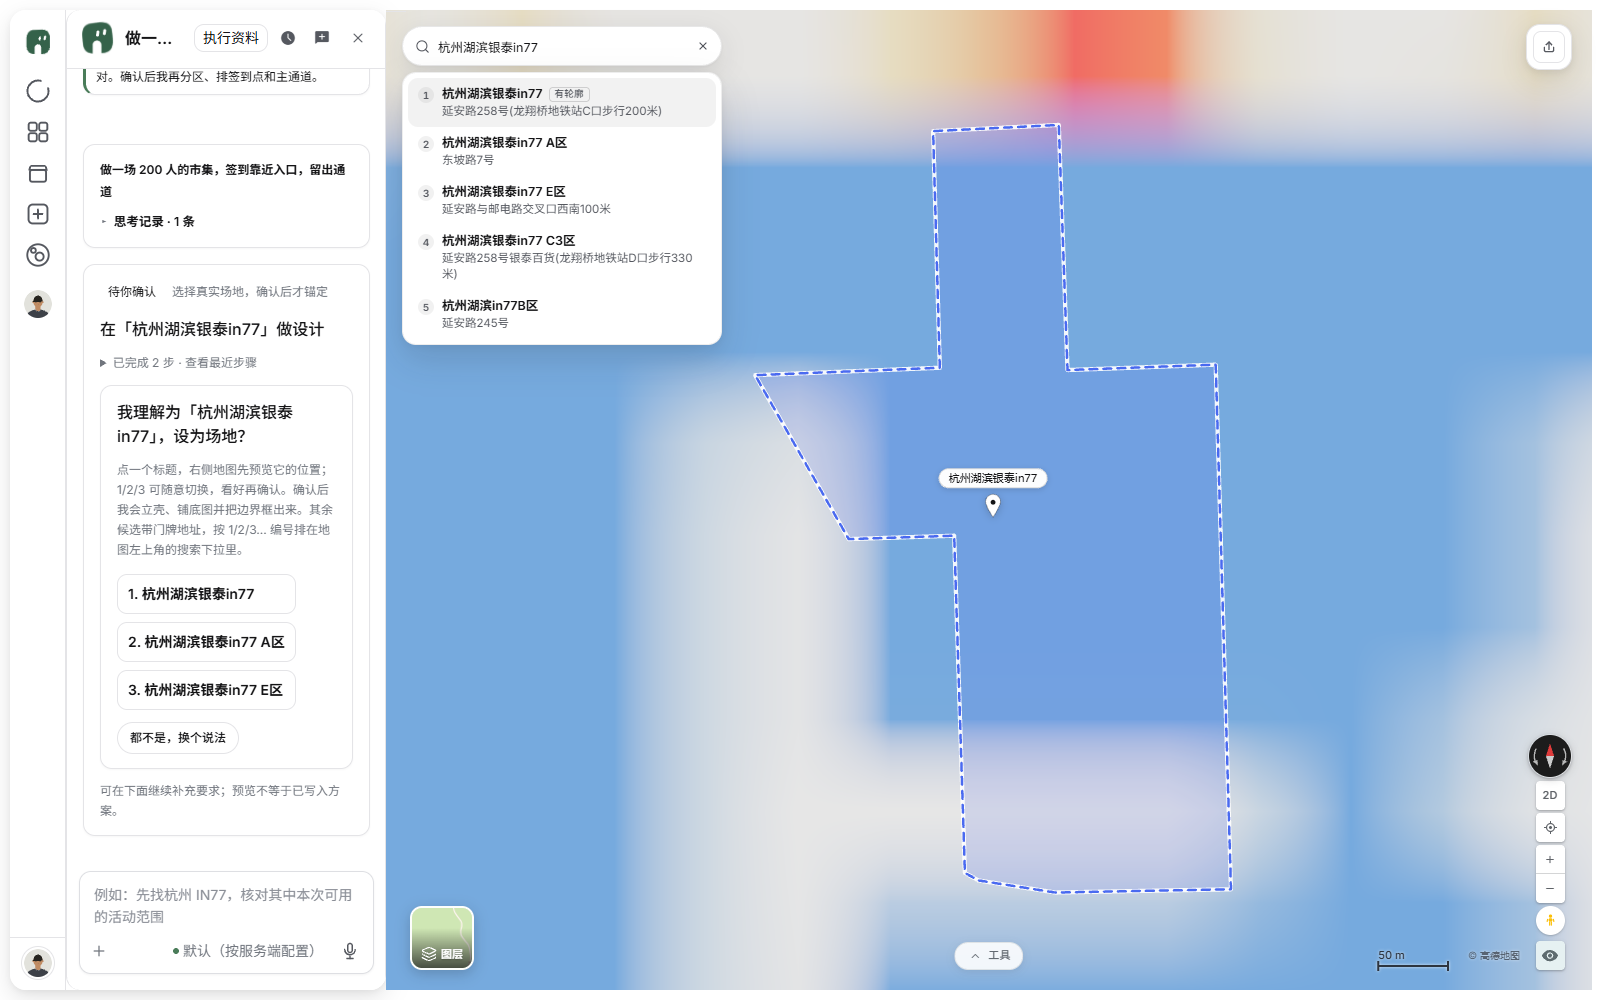 做一...
执行资料
对。确认后我再分区、排签到点和主通道。
做一场 200 人的市集，签到靠近入口，留出通
道
思考记录 · 1 条
待你确认
选择真实场地，确认后才锚定
在「杭州湖滨银泰in77」做设计
已完成 2 步 · 查看最近步骤
我理解为「杭州湖滨银泰
in77」，设为场地？
点一个标题，右侧地图先预览它的位置；
1/2/3 可随意切换，看好再确认。确认后
我会立壳、铺底图并把边界框出来。其余
候选带门牌地址，按 1/2/3… 编号排在地
图左上角的搜索下拉里。
1. 杭州湖滨银泰in77
2. 杭州湖滨银泰in77 A区
3. 杭州湖滨银泰in77 E区
都不是，换个说法
可在下面继续补充要求；预览不等于已写入方
案。
例如：先找杭州 IN77，核对其中本次可用
的活动范围
默认（按服务端配置）
杭州湖滨银泰in77
1
杭州湖滨银泰in77 有轮廓
延安路258号(龙翔桥地铁站C口步行200米)
2
杭州湖滨银泰in77 A区
东坡路7号
3
杭州湖滨银泰in77 E区
延安路与邮电路交叉口西南100米
4
杭州湖滨银泰in77 C3区
延安路258号银泰百货(龙翔桥地铁站D口步行330
米)
5
杭州湖滨in77B区
延安路245号
杭州湖滨银泰in77
图层
工具
2D
50 m
© 高德地图